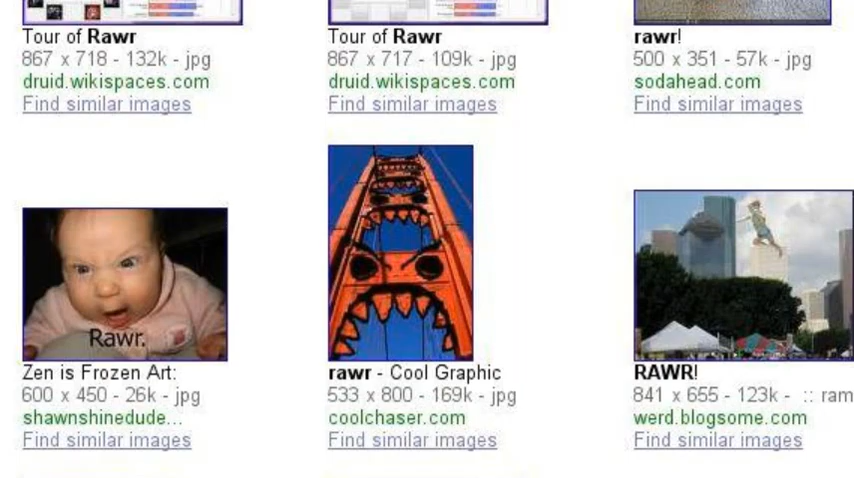 Tour of Rawr
867 x 718 - 132k - jpg
druid.wikispaces.com
Find similar images
Tour of Rawr
867 x 717 - 109k - jpg
druid.wikispaces.com
Find similar images
rawr!
500 x 351 - 57k - jpg
sodahead.com
Find similar images
Rawr.
Zen is Frozen Art:
600 x 450 - 26k - jpg
shawnshinedude...
Find similar images
rawr - Cool Graphic
533 x 800 - 169k - jpg
coolchaser.com
Find similar images
RAWR!
841 x 655 - 123k - :: ram
werd.blogsome.com
Find similar images